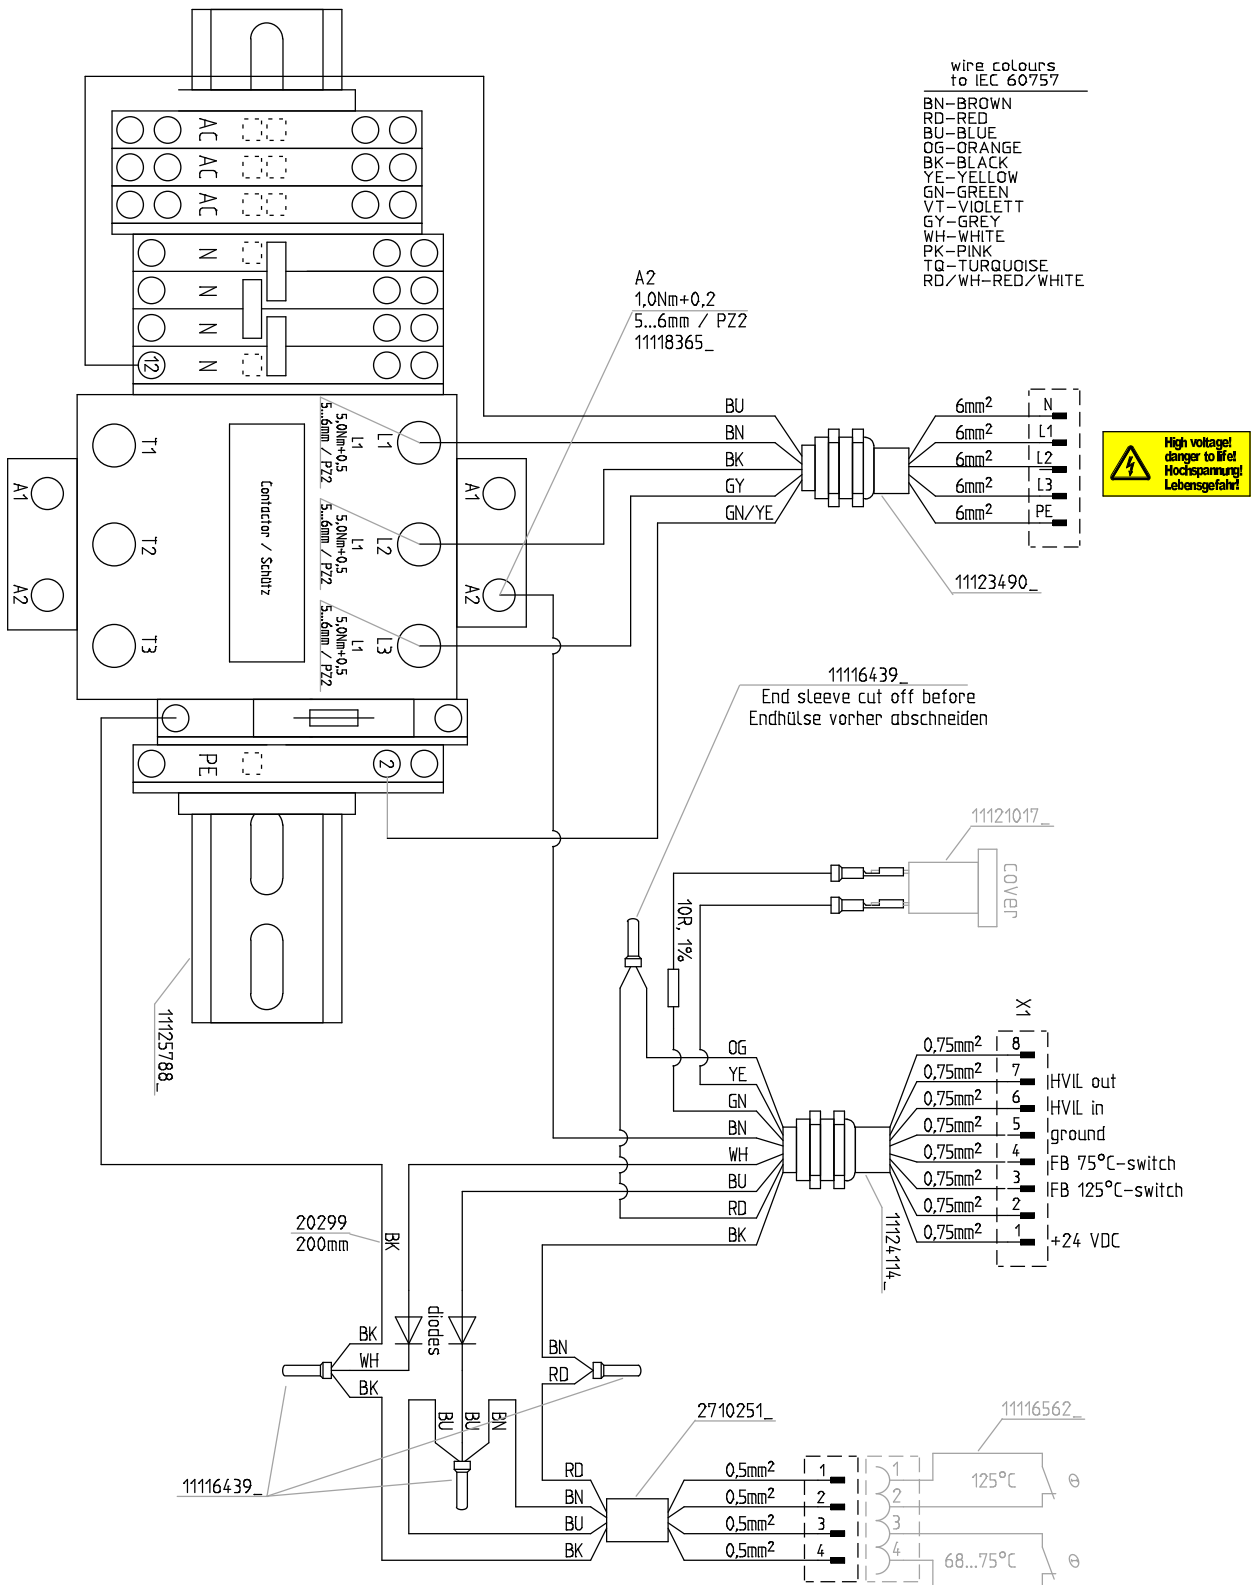 wire colours
to IEC 60757
BN-BROWN
RD-RED
BU-BLUE
OG-ORANGE
BK-BLACK
YE-YELLOW
GN-GREEN
VT-VIOLETT
GY-GREY
WH-WHITE
PK-PINK
TQ-TURQUOISE
RD/WH-RED/WHITE
AC
AC
AC
N
N
N
12 N
A2
1,0Nm+0,2
5...6mm / PZ2
11118365_
T1
T2
T3
A1
A2
Contactor / Schütz
L1
5,0Nm+0,5
5...6mm / PZ2
L1
L1
5,0Nm+0,5
5...6mm / PZ2
L2
L1
5,0Nm+0,5
5...6mm / PZ2
L3
A1
A2
BU
BN
BK
GY
GN/YE
6mm² N
6mm² L1
6mm² L2
6mm² L3
6mm² PE
High voltage!
danger to life!
Hochspannung!
Lebensgefahr!
11123490_
11116439_
End sleeve cut off before
Endhülse vorher abschneiden
PE 2
11125788_
11121017_
cover
10R, 1%
X1
OG
YE
GN
BN
WH
BU
RD
BK
0,75mm² 8
0,75mm² 7 HVIL out
0,75mm² 6 HVIL in
0,75mm² 5 ground
0,75mm² 4 FB 75°C-switch
0,75mm² 3 FB 125°C-switch
0,75mm² 2
0,75mm² 1 +24 VDC
11124114_
20299
200mm
BK
diodes
BK
WH
BK
BN
RD
BU
BU
BN
11116439_
2710251_
11116562_
RD
BN
BU
BK
0,5mm² 1
0,5mm² 2
0,5mm² 3
0,5mm² 4
1
2
3
4
125°C θ
68...75°C θ